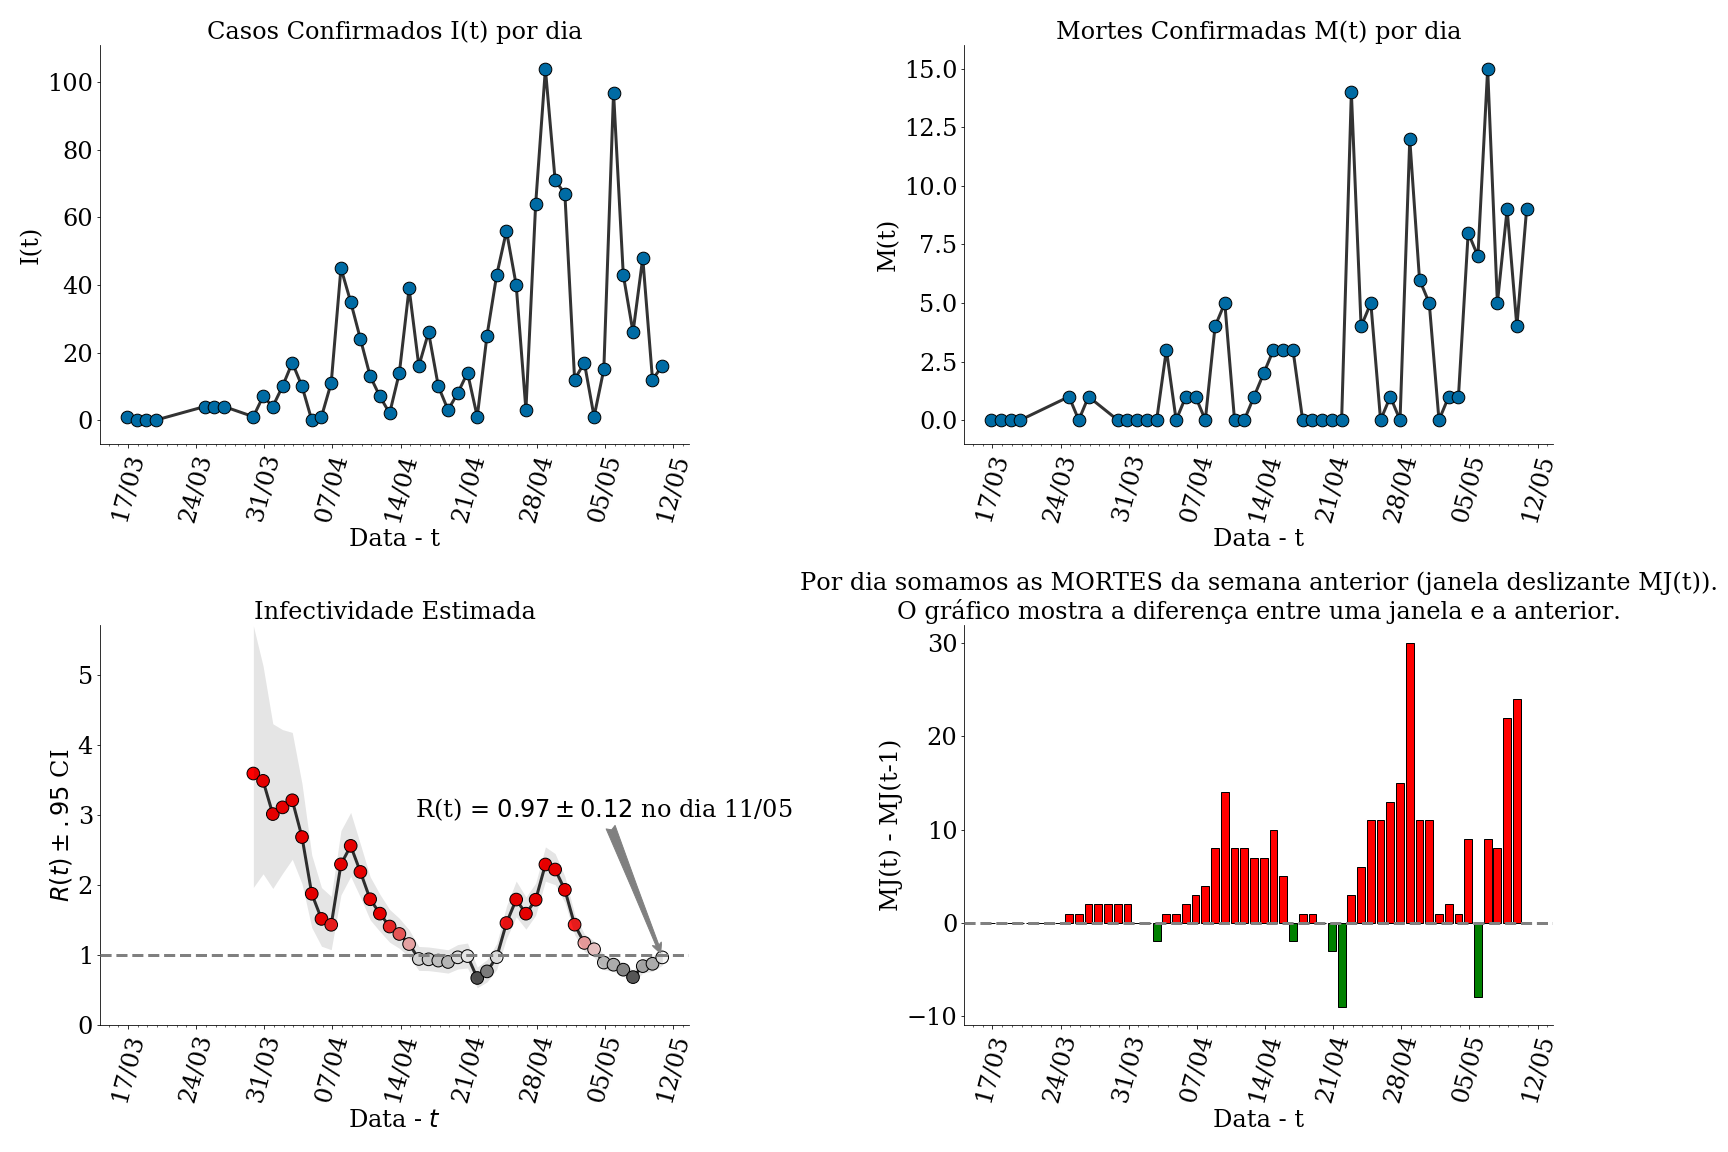 Casos Confirmados I(t) por dia
100
80
60
40
20
0
I(t)
17/03 24/03 31/03 07/04 14/04 21/04 28/04 05/05 12/05
Data - t
Mortes Confirmadas M(t) por dia
15.0
12.5
10.0
7.5
5.0
2.5
0.0
M(t)
17/03 24/03 31/03 07/04 14/04 21/04 28/04 05/05 12/05
Data - t
Infectividade Estimada
5
4
3
2
1
0
R(t) ± .95 CI
R(t) = 0.97 ± 0.12 no dia 11/05
17/03 24/03 31/03 07/04 14/04 21/04 28/04 05/05 12/05
Data - t
Por dia somamos as MORTES da semana anterior (janela deslizante MJ(t)).
O gráfico mostra a diferença entre uma janela e a anterior.
30
20
10
0
−10
MJ(t) - MJ(t-1)
17/03 24/03 31/03 07/04 14/04 21/04 28/04 05/05 12/05
Data - t